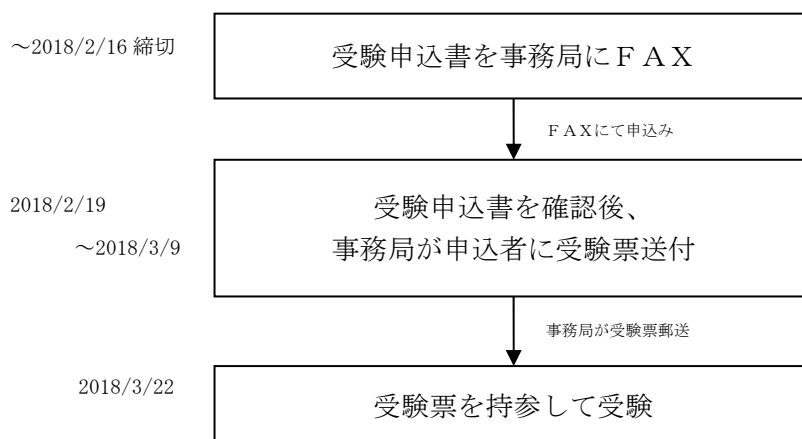 ～2018/2/16 締切
受験申込書を事務局にＦＡＸ
ＦＡＸにて申込み
2018/2/19
～2018/3/9
受験申込書を確認後、
事務局が申込者に受験票送付
事務局が受験票郵送
2018/3/22
受験票を持参して受験